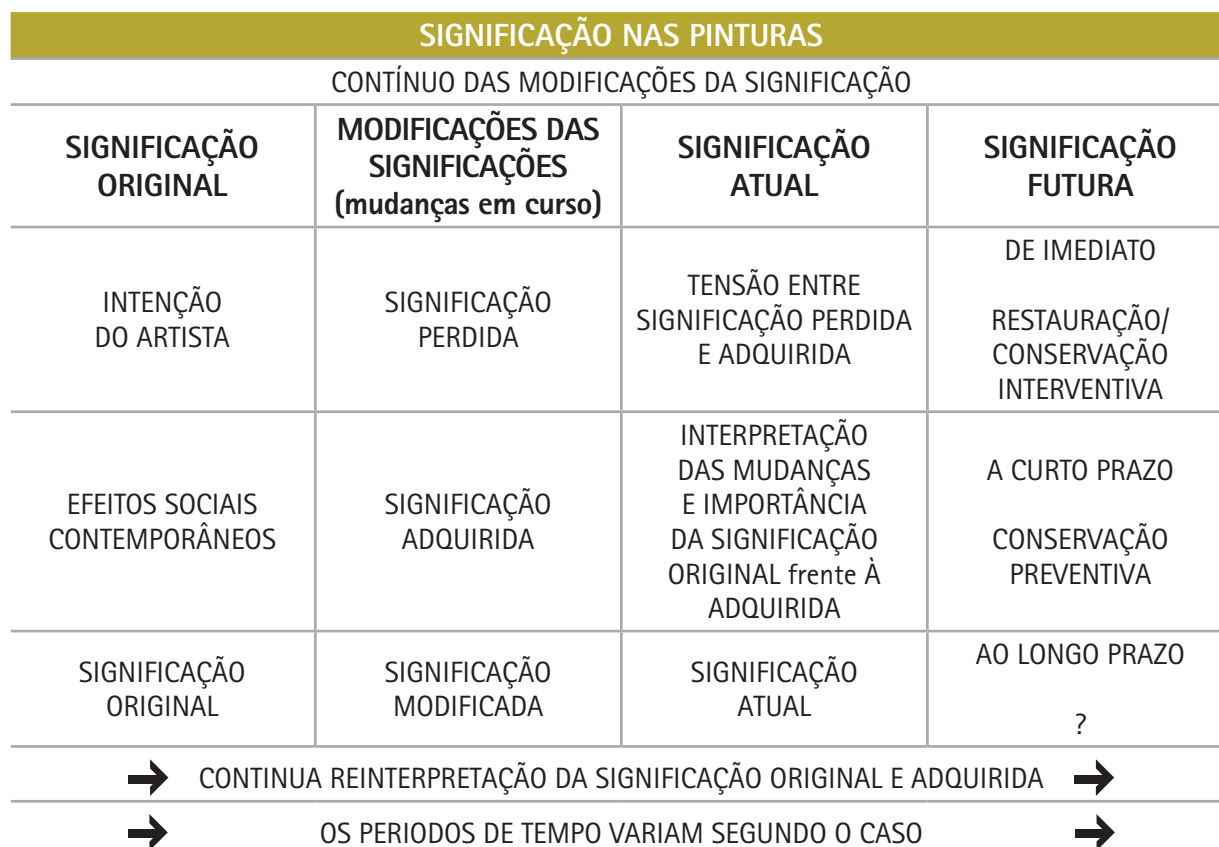 SIGNIFICAÇÃO NAS PINTURAS
CONTÍNUO DAS MODIFICAÇÕES DA SIGNIFICAÇÃO
SIGNIFICAÇÃO
ORIGINAL
MODIFICAÇÕES DAS
SIGNIFICAÇÕES
(mudanças em curso)
SIGNIFICAÇÃO
ATUAL
SIGNIFICAÇÃO
FUTURA
INTENÇÃO
DO ARTISTA
SIGNIFICAÇÃO
PERDIDA
TENSÃO ENTRE
SIGNIFICAÇÃO PERDIDA
E ADQUIRIDA
DE IMEDIATO
RESTAURAÇÃO/
CONSERVAÇÃO
INTERVENTIVA
EFEITOS SOCIAIS
CONTEMPORÂNEOS
SIGNIFICAÇÃO
ADQUIRIDA
INTERPRETAÇÃO
DAS MUDANÇAS
E IMPORTÂNCIA
DA SIGNIFICAÇÃO
ORIGINAL frente À
ADQUIRIDA
A CURTO PRAZO
CONSERVAÇÃO
PREVENTIVA
SIGNIFICAÇÃO
ORIGINAL
SIGNIFICAÇÃO
MODIFICADA
SIGNIFICAÇÃO
ATUAL
AO LONGO PRAZO
?
CONTINUA REINTERPRETAÇÃO DA SIGNIFICAÇÃO ORIGINAL E ADQUIRIDA
OS PERIODOS DE TEMPO VARIAM SEGUNDO O CASO